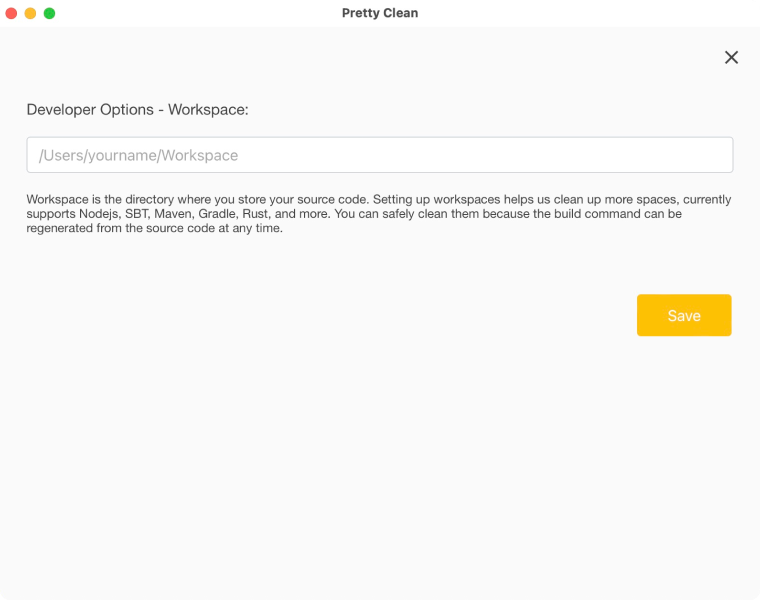 Pretty Clean
Developer Options - Workspace:
/Users/yourname/Workspace
Workspace is the directory where you store your source code. Setting up workspaces helps us clean up more spaces, currently
supports Nodejs, SBT, Maven, Gradle, Rust, and more. You can safely clean them because the build command can be
regenerated from the source code at any time.
Save